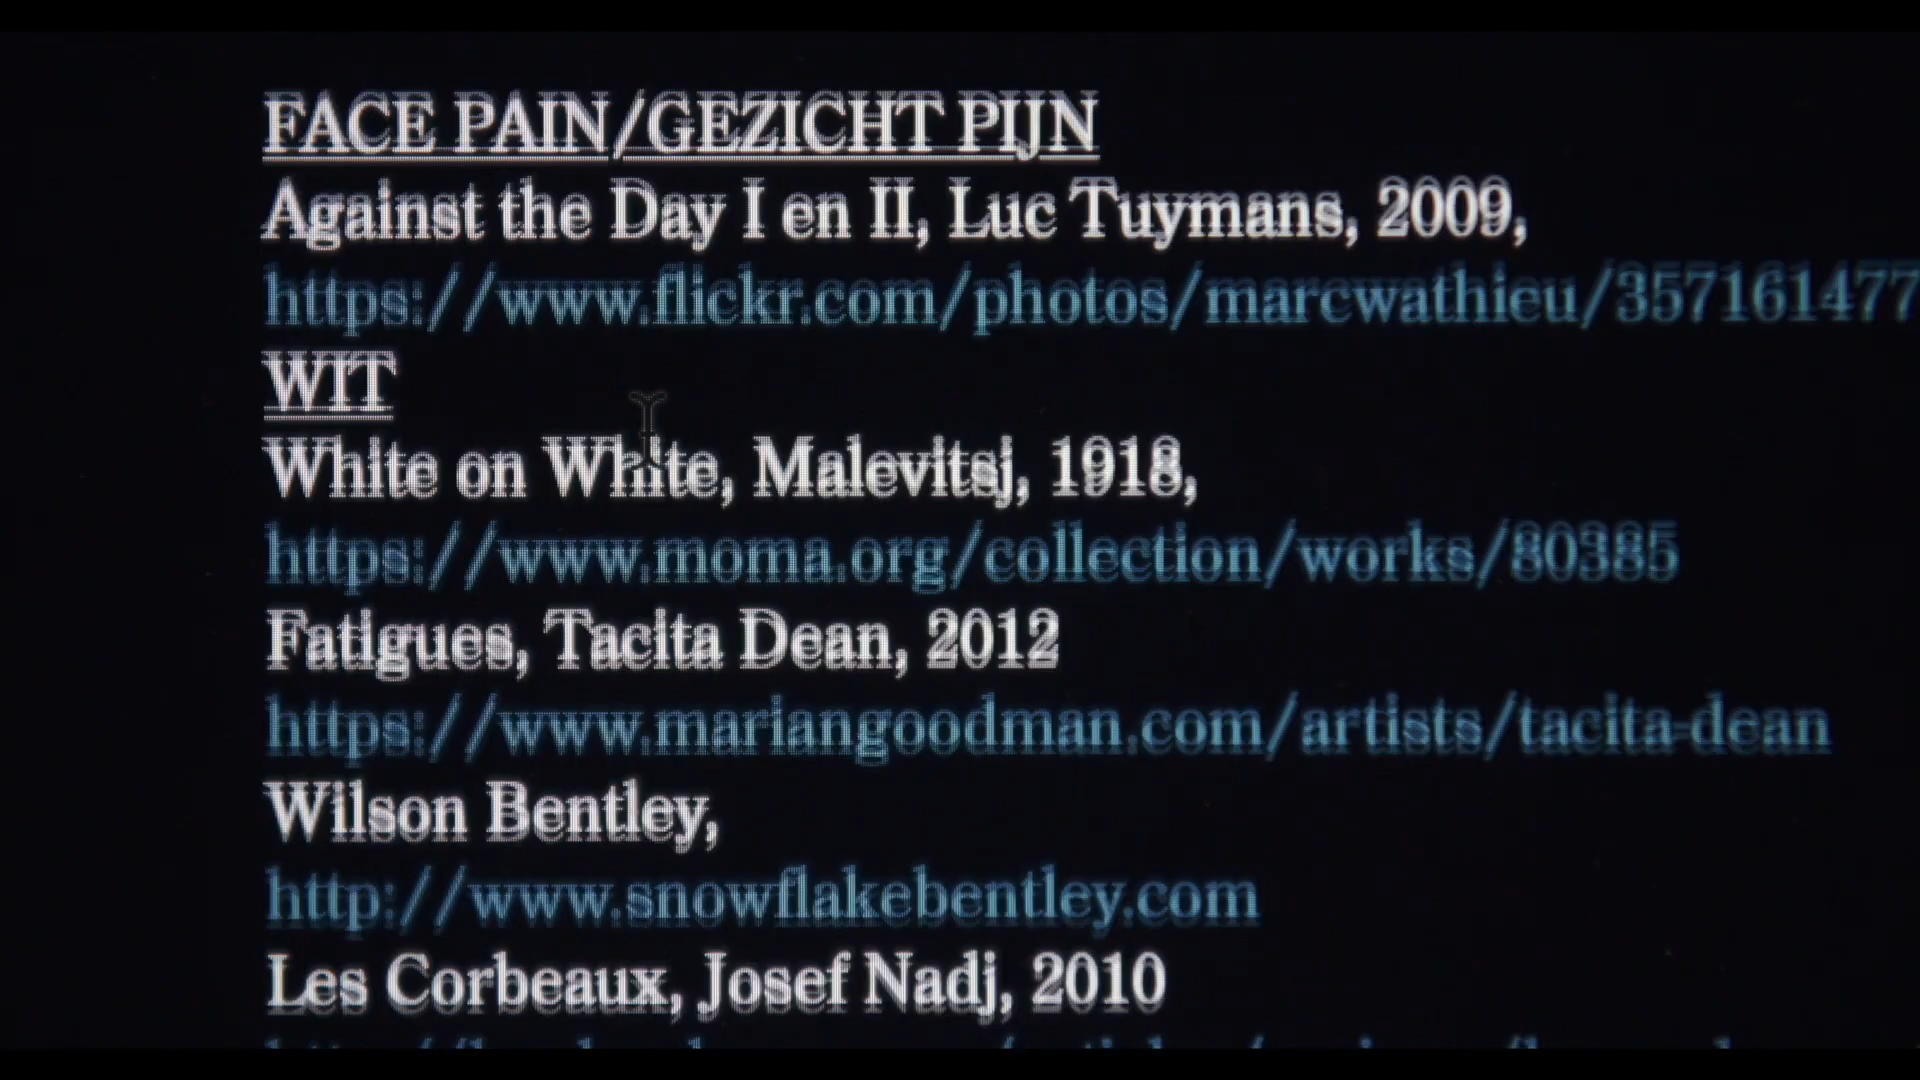 FACE PAIN/GEZICHT PIJN
Against the Day I en II, Luc Tuymans, 2009,
https://www.flickr.com/photos/marcwathieu/357161477
WIT
White on White, Malevitsj, 1918,
https://www.moma.org/collection/works/80385
Fatigues, Tacita Dean, 2012
https://www.mariangoodman.com/artists/tacita-dean
Wilson Bentley,
http://www.snowflakebentley.com
Les Corbeaux, Josef Nadj, 2010